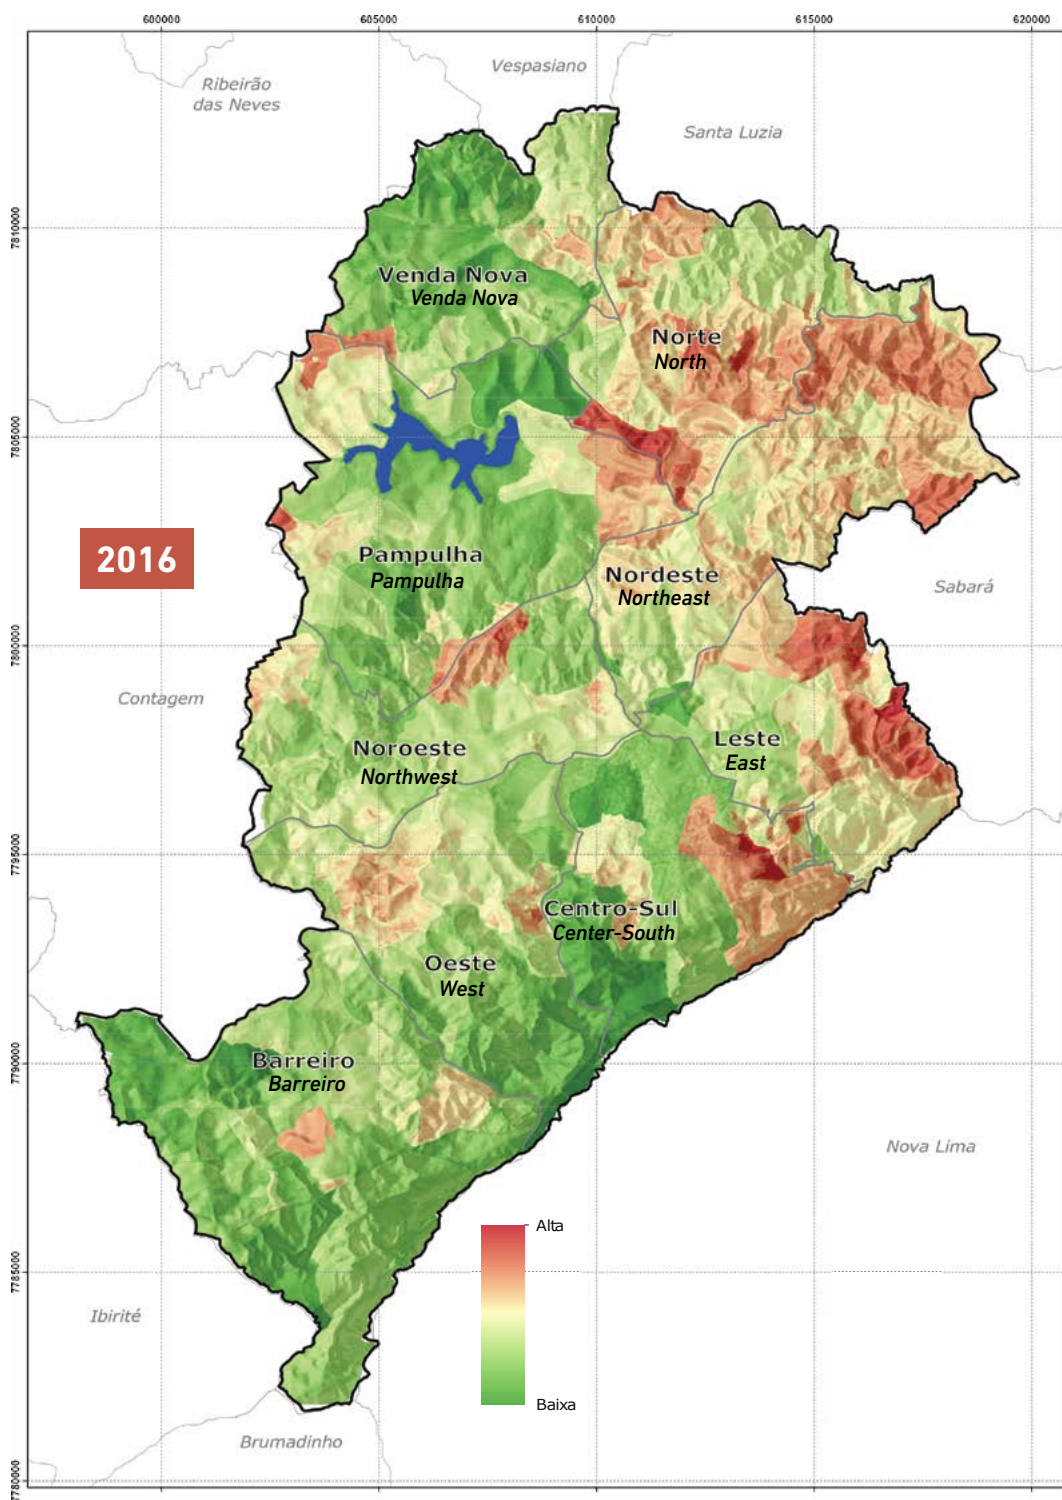 600000
605000
610000
615000
620000
Vespasiano
Ribeirão
das Neves
Santa Luzia
7810000
Venda Nova
Venda Nova
Norte
North
7805000
2016
Pampulha
Pampulha
Nordeste
Northeast
Sabará
7800000
Contagem
Noroeste
Northwest
Leste
East
7795000
Centro-Sul
Center-South
Oeste
West
7790000
Barreiro
Barreiro
Nova Lima
Alta
7785000
Ibirité
Baixa
Brumadinho
7780000